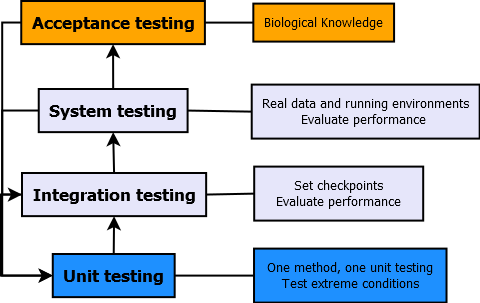 Acceptance testing
Biological Knowledge
System testing
Real data and running environments
Evaluate performance
Integration testing
Set checkpoints
Evaluate performance
Unit testing
One method, one unit testing
Test extreme conditions